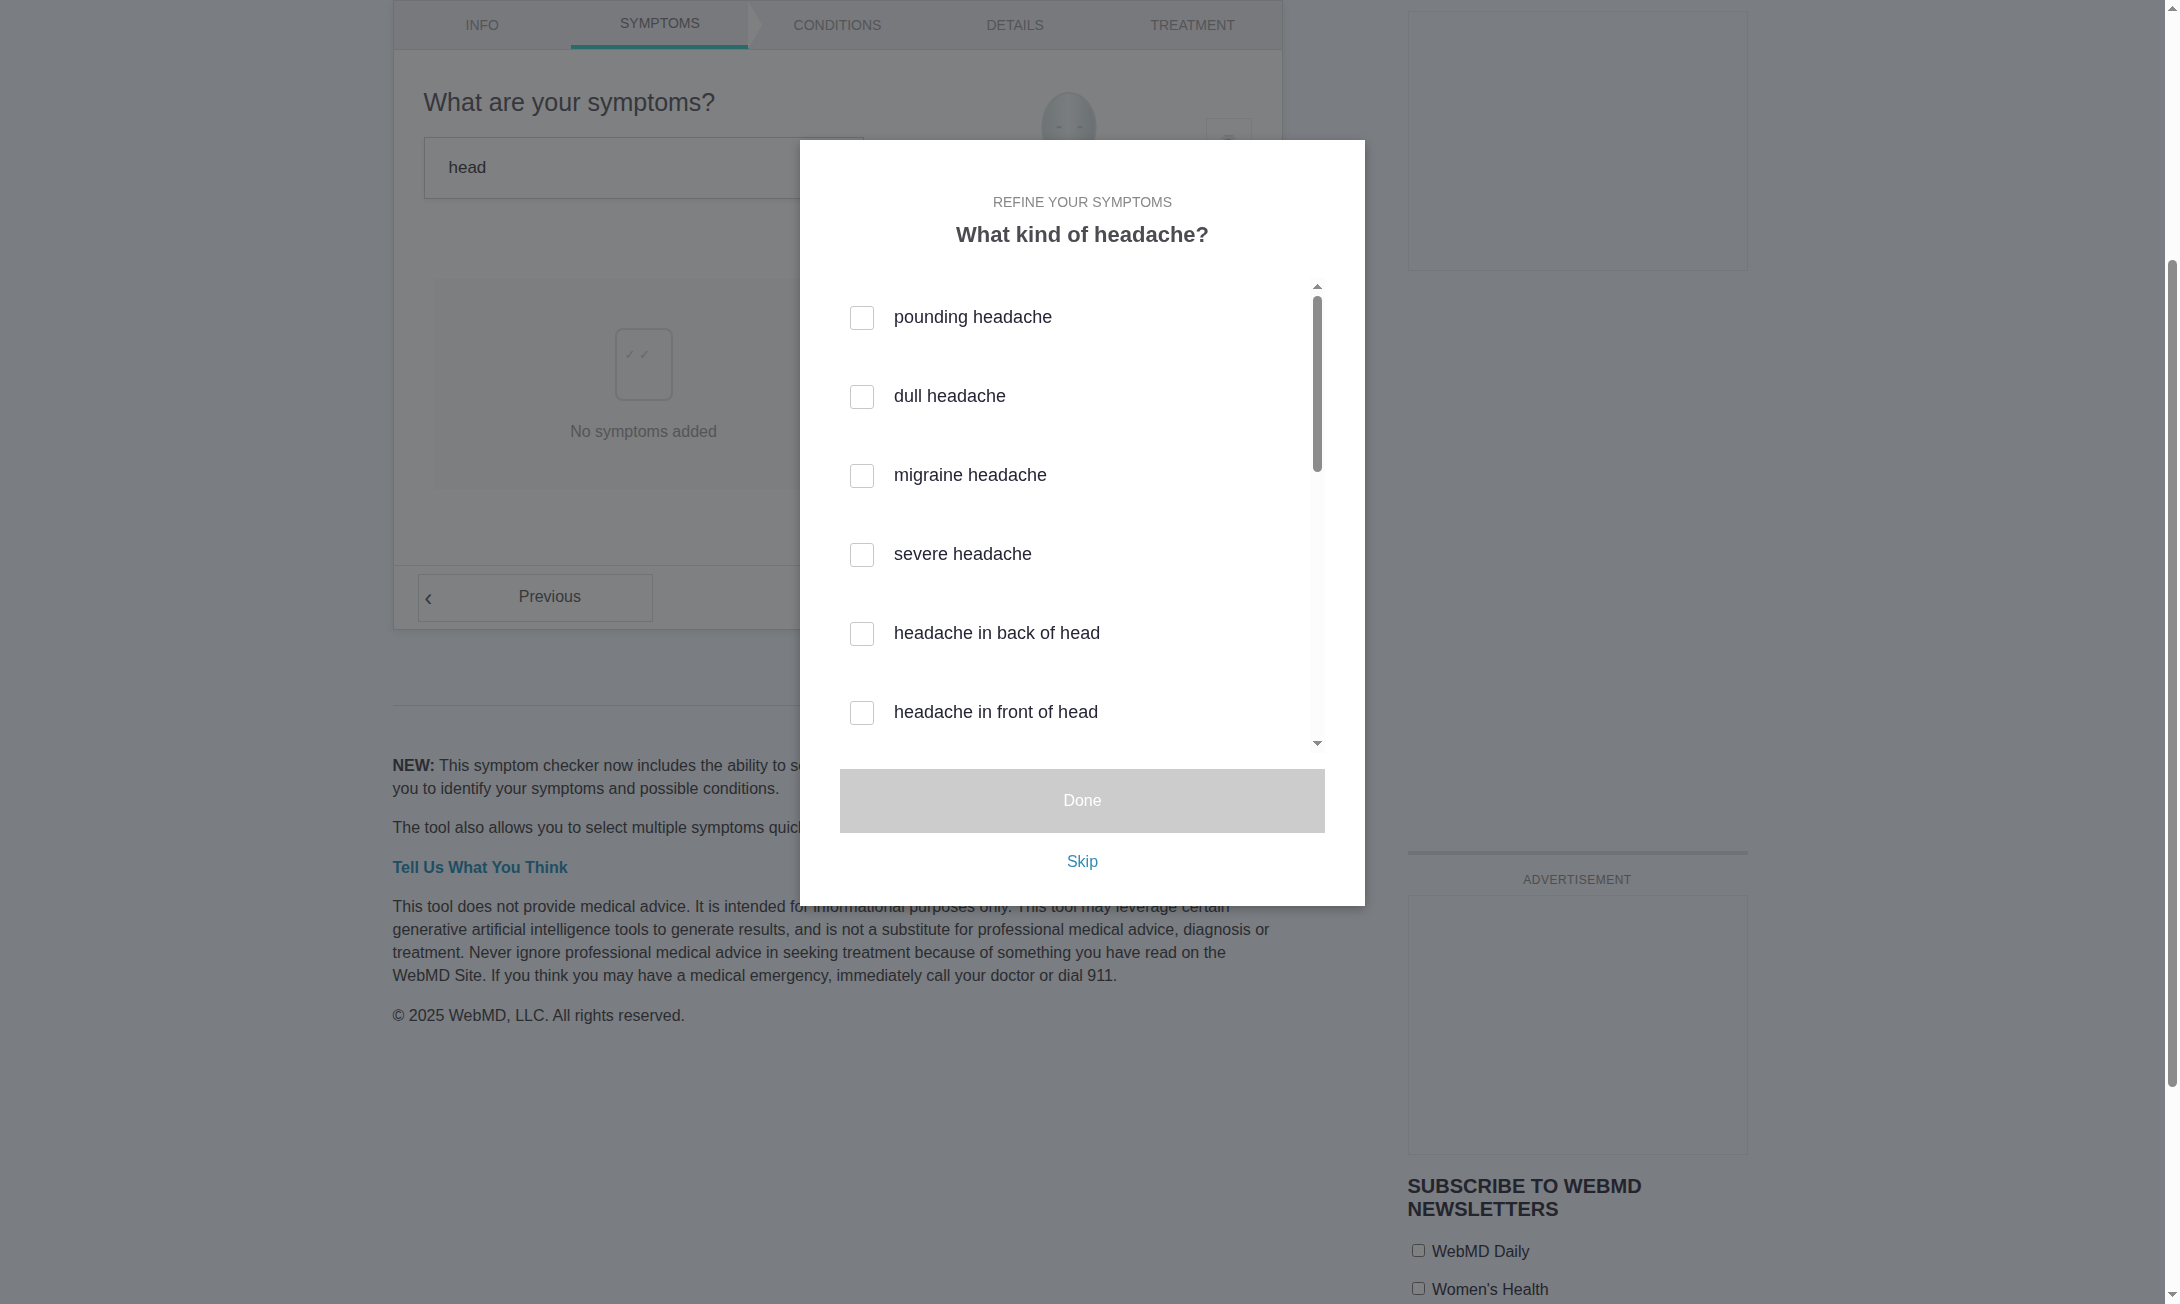 INFO
SYMPTOMS
CONDITIONS
DETAILS
TREATMENT
What are your symptoms?
head
No symptoms added
Previous
REFINE YOUR SYMPTOMS
What kind of headache?
pounding headache
dull headache
migraine headache
severe headache
headache in back of head
headache in front of head
Done
Skip
NEW: This symptom checker now includes the ability to
you to identify your symptoms and possible conditions.
The tool also allows you to select multiple symptoms
Tell Us What You Think
This tool does not provide medical advice. It is intended for informational purposes only. This tool may leverage certain
generative artificial intelligence tools to generate results, and is not a substitute for professional medical advice, diagnosis or
treatment. Never ignore professional medical advice in seeking treatment because of something you have read on the
WebMD Site. If you think you may have a medical emergency, immediately call your doctor or dial 911.
© 2025 WebMD, LLC. All rights reserved.
ADVERTISEMENT
SUBSCRIBE TO WEBMD
NEWSLETTERS
WebMD Daily
Women's Health